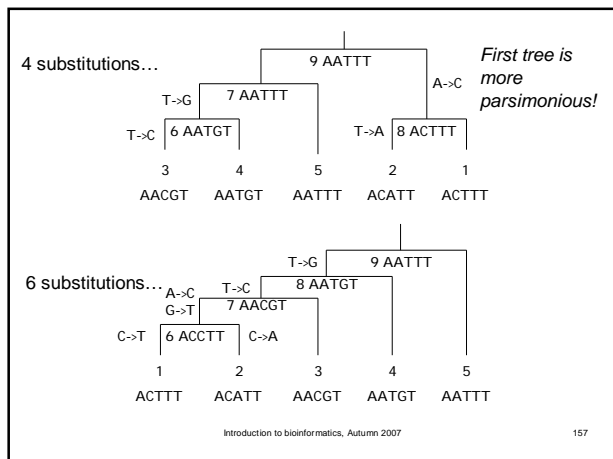 4 substitutions…
9 AATTT
First tree is
more
parsimonious!
A->C
T->G
7 AATTT
T->C
6 AATGT
T->A
8 ACTTT
3
4
5
2
1
AACGT
AATGT
AATTT
ACATT
ACTTT
6 substitutions…
T->G
9 AATTT
A->C
T->C
8 AATGT
G->T
7 AACGT
C->T
6 ACCTT
C->A
1
2
3
4
5
ACTTT
ACATT
AACGT
AATGT
AATTT
Introduction to bioinformatics, Autumn 2007
157